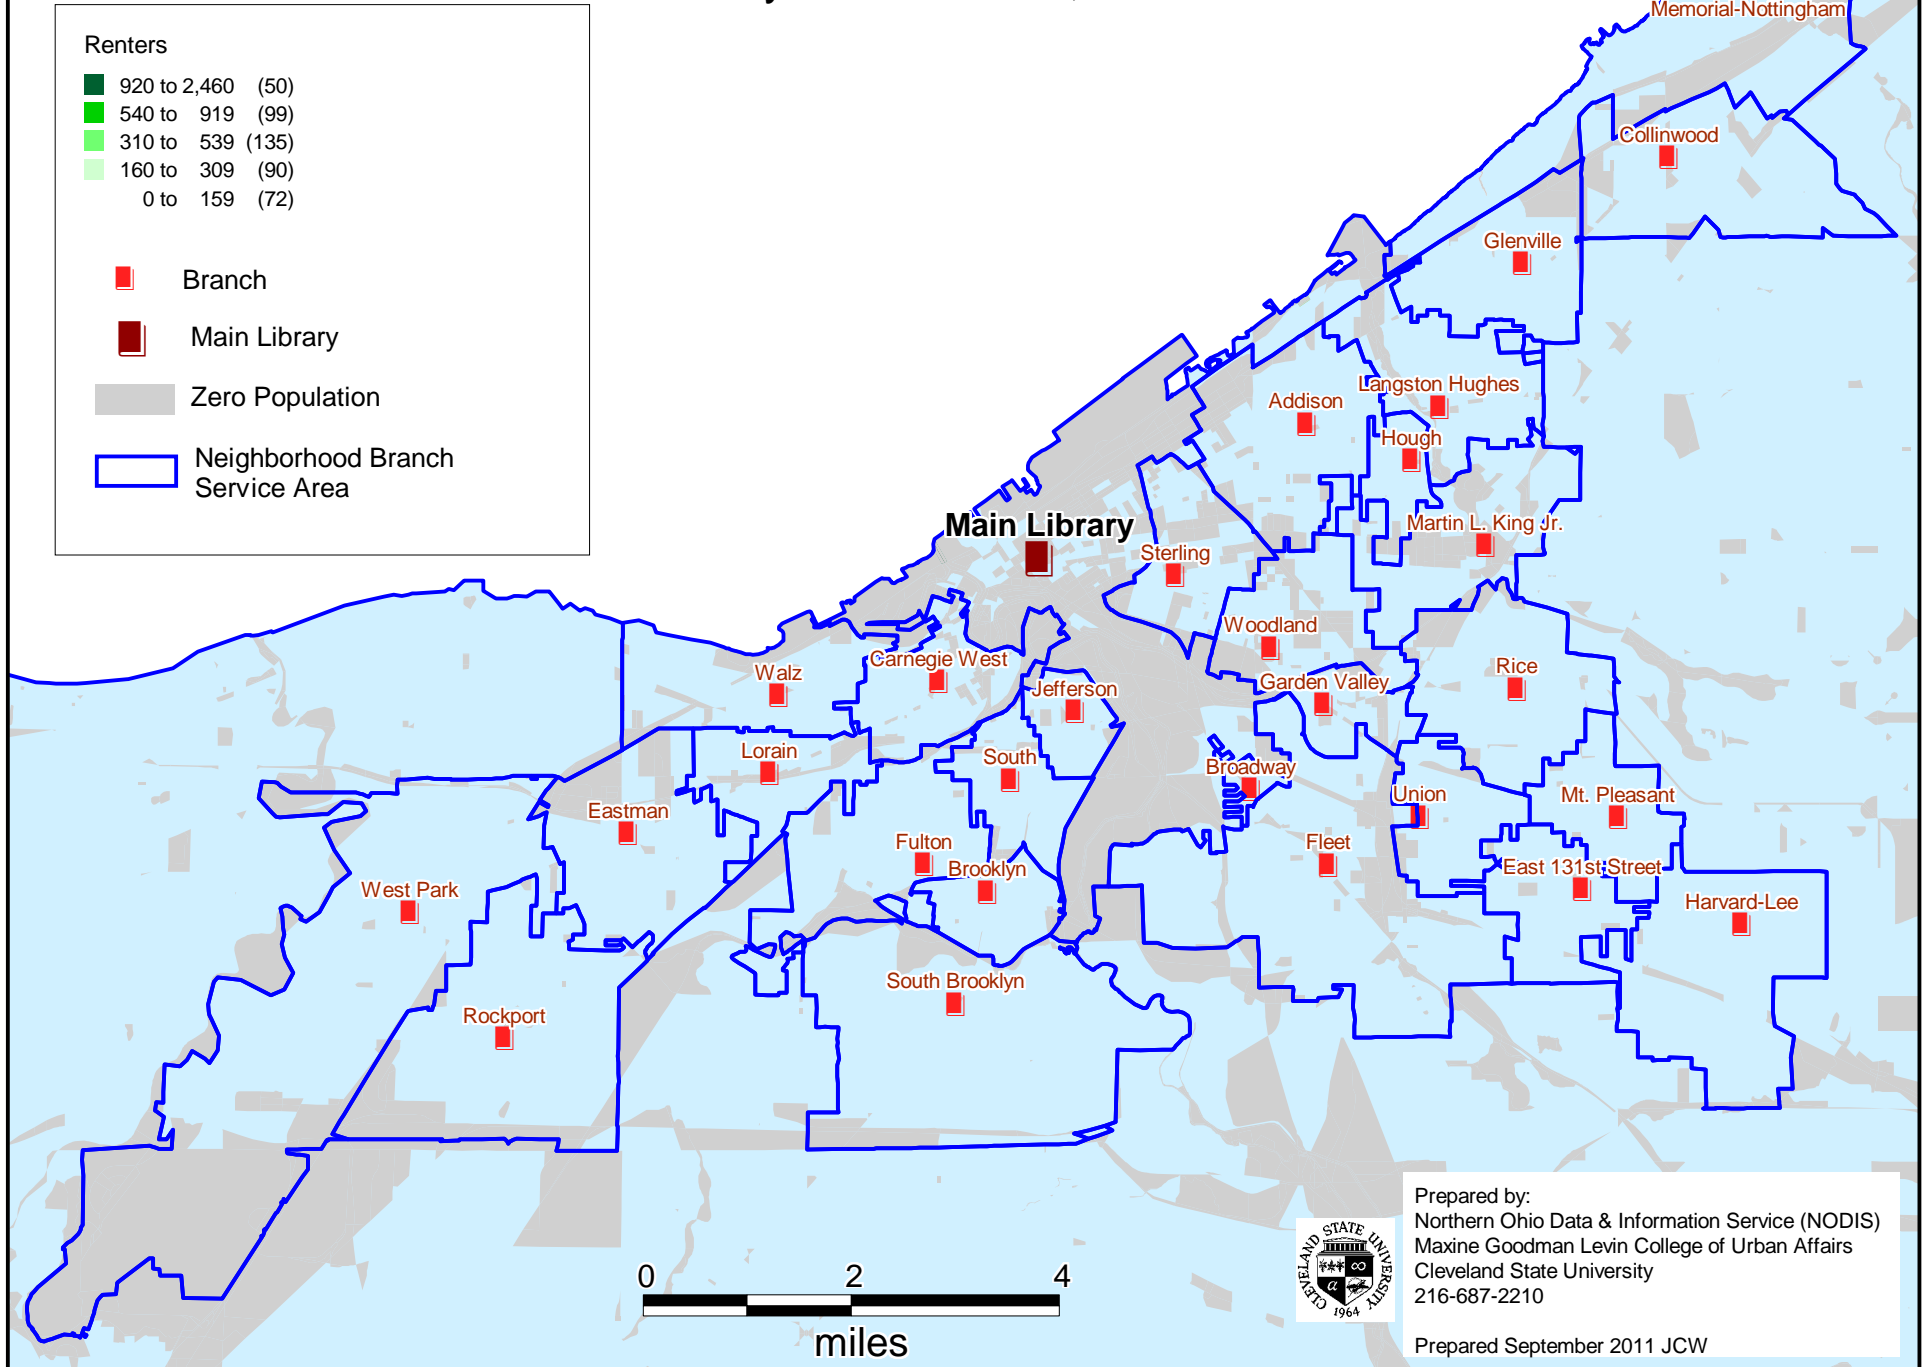 Memorial-Nottingham
Renters
920 to 2,460 (50)
540 to 919 (99)
310 to 539 (135)
160 to 309 (90)
0 to 159 (72)
Branch
Main Library
Zero Population
Neighborhood Branch
Service Area
Collinwood
Glenville
Langston Hughes
Addison
Hough
Main Library
Martin L. King Jr.
Sterling
Woodland
Carnegie West
Walz
Rice
Garden Valley
Jefferson
Lorain
South
Broadway
Union
Mt. Pleasant
Eastman
Fulton
Fleet
Brooklyn
East 131st Street
West Park
Harvard-Lee
South Brooklyn
Rockport
0 2 4
miles
CLEVELAND STATE UNIVERSITY
1964
Prepared by:
Northern Ohio Data & Information Service (NODIS)
Maxine Goodman Levin College of Urban Affairs
Cleveland State University
216-687-2210
Prepared September 2011 JCW